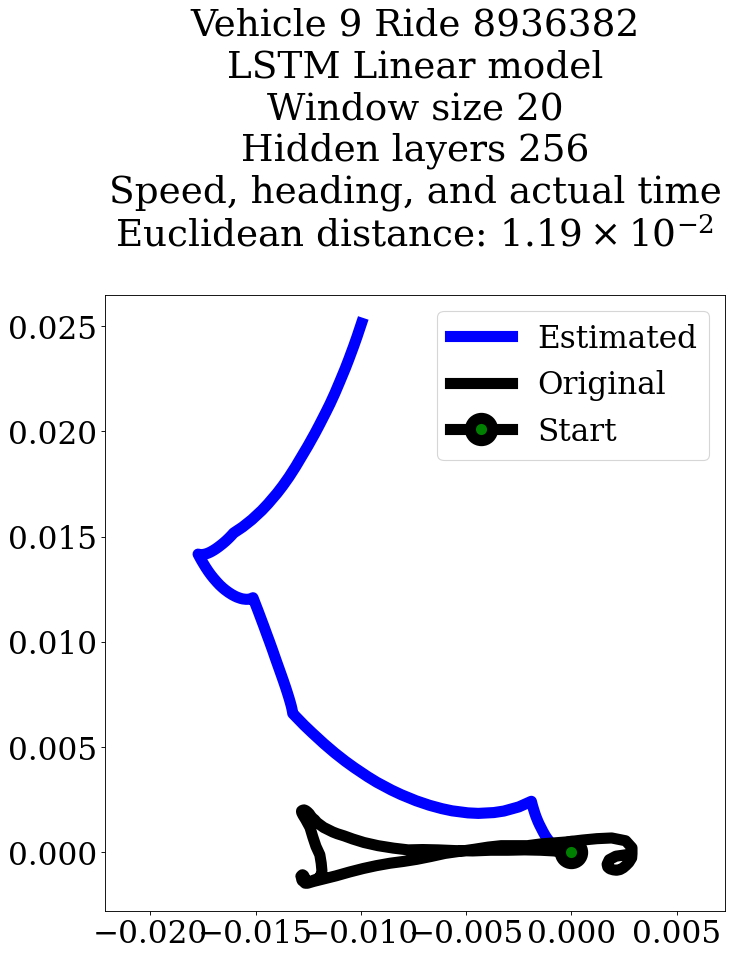 Vehicle 9 Ride 8936382
LSTM Linear model
Window size 20
Hidden layers 256
Speed, heading, and actual time
Euclidean distance: 1.19 × 10⁻²
Estimated
Original
Start
0.025
0.020
0.015
0.010
0.005
0.000
−0.020 −0.015 −0.010 −0.005 0.000 0.005